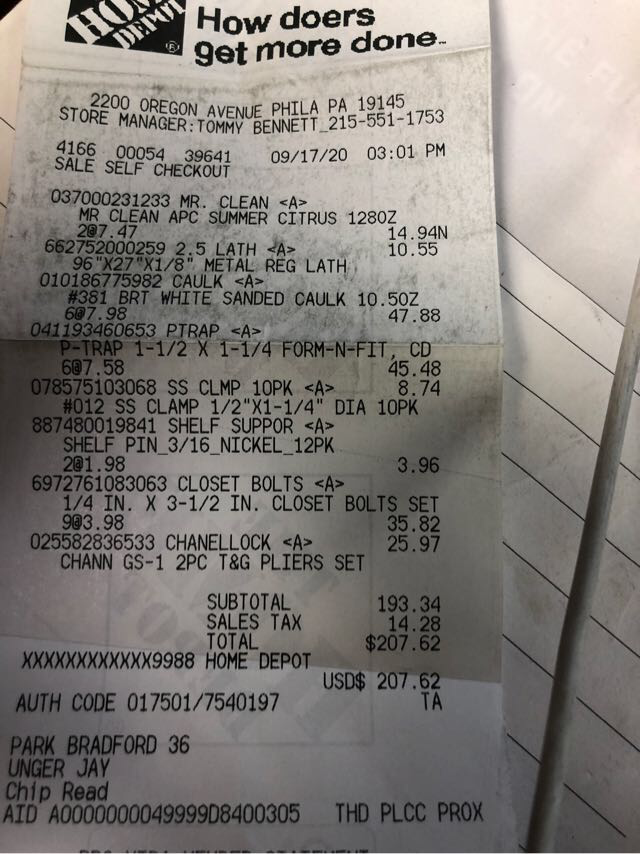 HOME DEPOT
How doers
get more done™
2200 OREGON AVENUE PHILA PA 19145
STORE MANAGER:TOMMY BENNETT 215-551-1753
4166 00054 39641 09/17/20 03:01 PM
SALE SELF CHECKOUT
037000231233 MR. CLEAN <A>
MR CLEAN APC SUMMER CITRUS 128OZ
2@7.47 14.94N
662752000259 2.5 LATH <A> 10.55
96"X27"X1/8" METAL REG LATH
010186775982 CAULK <A>
#381 BRT WHITE SANDED CAULK 10.5OZ
6@7.98 47.88
041193460653 PTRAP <A>
P-TRAP 1-1/2 X 1-1/4 FORM-N-FIT, CD
6@7.58 45.48
078575103068 SS CLMP 10PK <A> 8.74
#012 SS CLAMP 1/2"X1-1/4" DIA 10PK
887480019841 SHELF SUPPOR <A>
SHELF PIN_3/16_NICKEL_12PK
2@1.98 3.96
6972761083063 CLOSET BOLTS <A>
1/4 IN. X 3-1/2 IN. CLOSET BOLTS SET
9@3.98 35.82
025582836533 CHANELLOCK <A> 25.97
CHANN GS-1 2PC T&G PLIERS SET
SUBTOTAL 193.34
SALES TAX 14.28
TOTAL $207.62
XXXXXXXXXXXX9988 HOME DEPOT
USD$ 207.62
AUTH CODE 017501/7540197 TA
PARK BRADFORD 36
UNGER JAY
Chip Read
AID A0000000049999D8400305 THD PLCC PROX